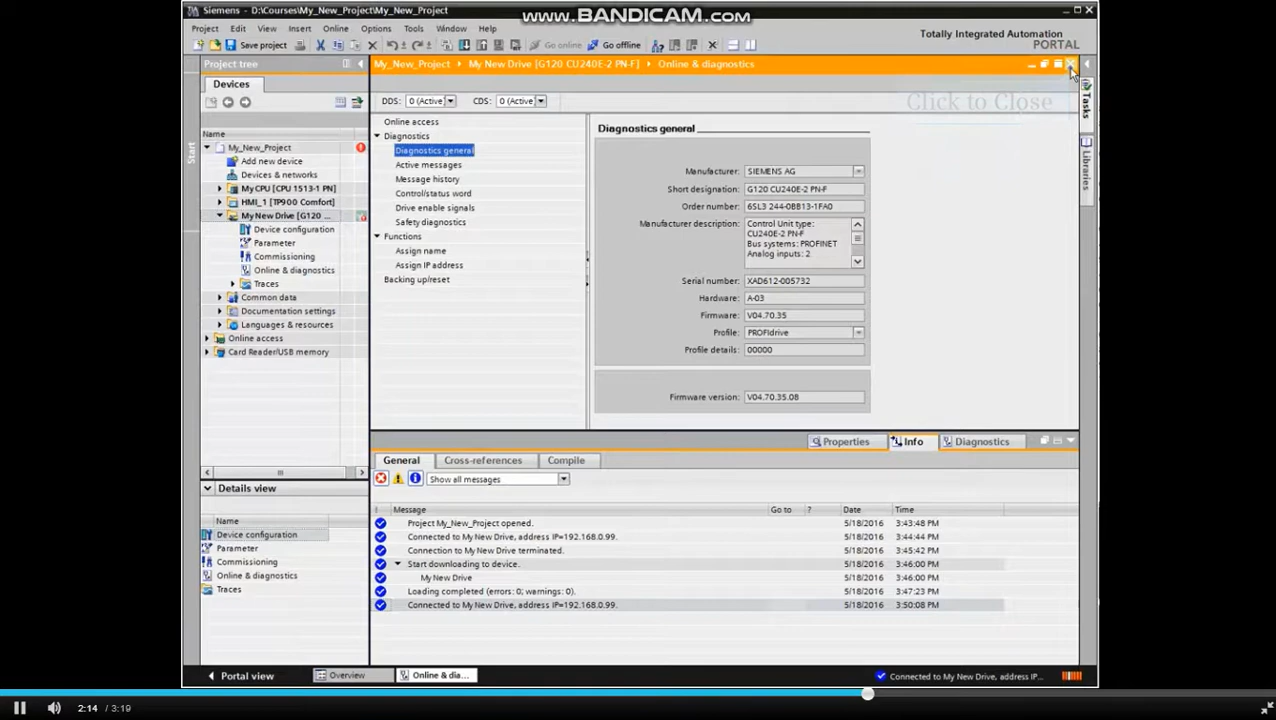 Siemens - D:\Courses\My_New_Project\My_New_Project
www.BANDICAM.com
Project Edit View Insert Online Options Tools Window Help
Totally Integrated Automation
PORTAL
Save project Go online Go offline
Project tree
My_New_Project My New Drive [G120 CU240E-2 PN-F] Online & diagnostics
Devices
DDS: 0 (Active) CDS: 0 (Active)
Click to Close
Tasks
Libraries
Start
Name
My_New_Project
Add new device
Devices & networks
My CPU [CPU 1513-1 PN]
HMI_1 [TP900 Comfort]
My New Drive [G120 ...
Device configuration
Parameter
Commissioning
Online & diagnostics
Traces
Common data
Documentation settings
Languages & resources
Online access
Card Reader/USB memory
Online access
Diagnostics
Diagnostics general
Active messages
Message history
Control/status word
Drive enable signals
Safety diagnostics
Functions
Assign name
Assign IP address
Backing up/reset
Diagnostics general
Manufacturer: SIEMENS AG
Short designation: G120 CU240E-2 PN-F
Order number: 6SL3 244-0BB13-1FA0
Manufacturer description: Control Unit type:
CU240E-2 PN-F
Bus systems: PROFINET
Analog inputs: 2
Serial number: XAD612-005732
Hardware: A-03
Firmware: V04.70.35
Profile: PROFIdrive
Profile details: 00000
Firmware version: V04.70.35.08
Properties Info Diagnostics
General Cross-references Compile
Show all messages
! Message Go to ? Date Time
Project My_New_Project opened. 5/18/2016 3:43:48 PM
Connected to My New Drive, address IP=192.168.0.99. 5/18/2016 3:44:44 PM
Connection to My New Drive terminated. 5/18/2016 3:45:42 PM
Start downloading to device. 5/18/2016 3:46:00 PM
My New Drive 5/18/2016 3:46:00 PM
Loading completed (errors: 0; warnings: 0). 5/18/2016 3:47:23 PM
Connected to My New Drive, address IP=192.168.0.99. 5/18/2016 3:50:08 PM
Details view
Name
Device configuration
Parameter
Commissioning
Online & diagnostics
Traces
Portal view Overview Online & dia... Connected to My New Drive, address IP...
2:14 / 3:19